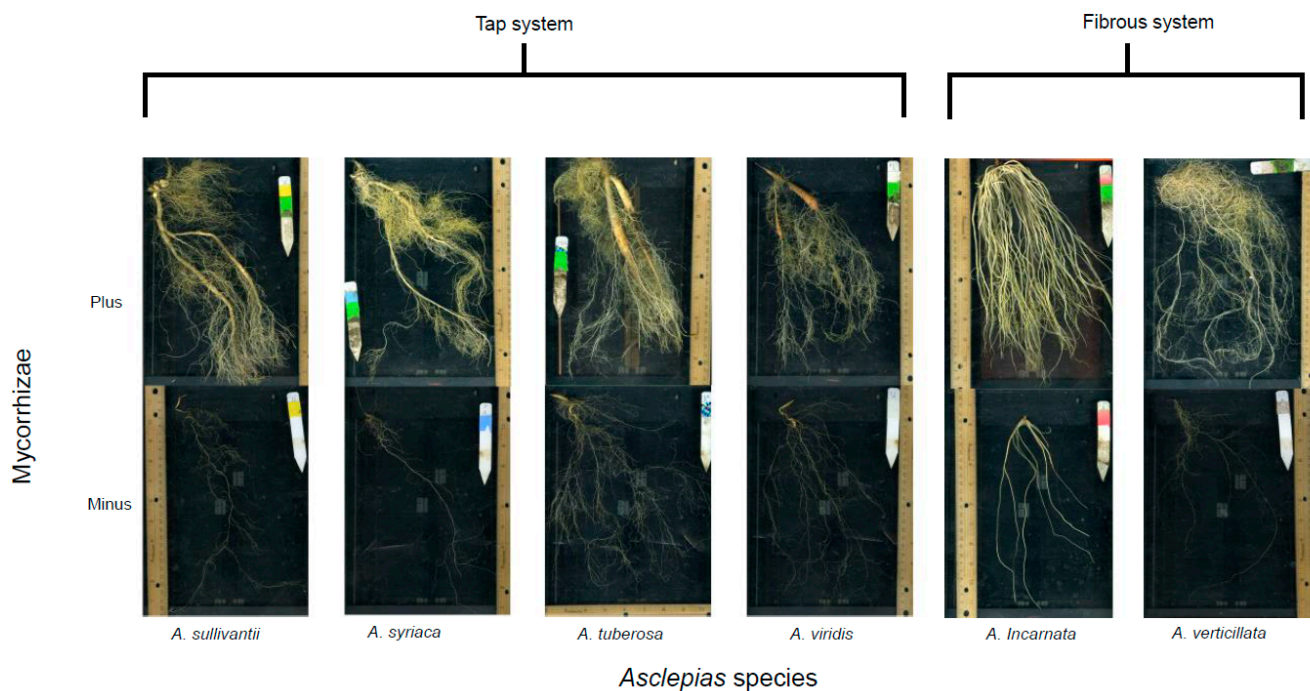 Tap system
Fibrous system
Mycorrhizae
Plus
Minus
A. sullivantii
A. syriaca
A. tuberosa
A. viridis
A. Incarnata
A. verticillata
Asclepias species